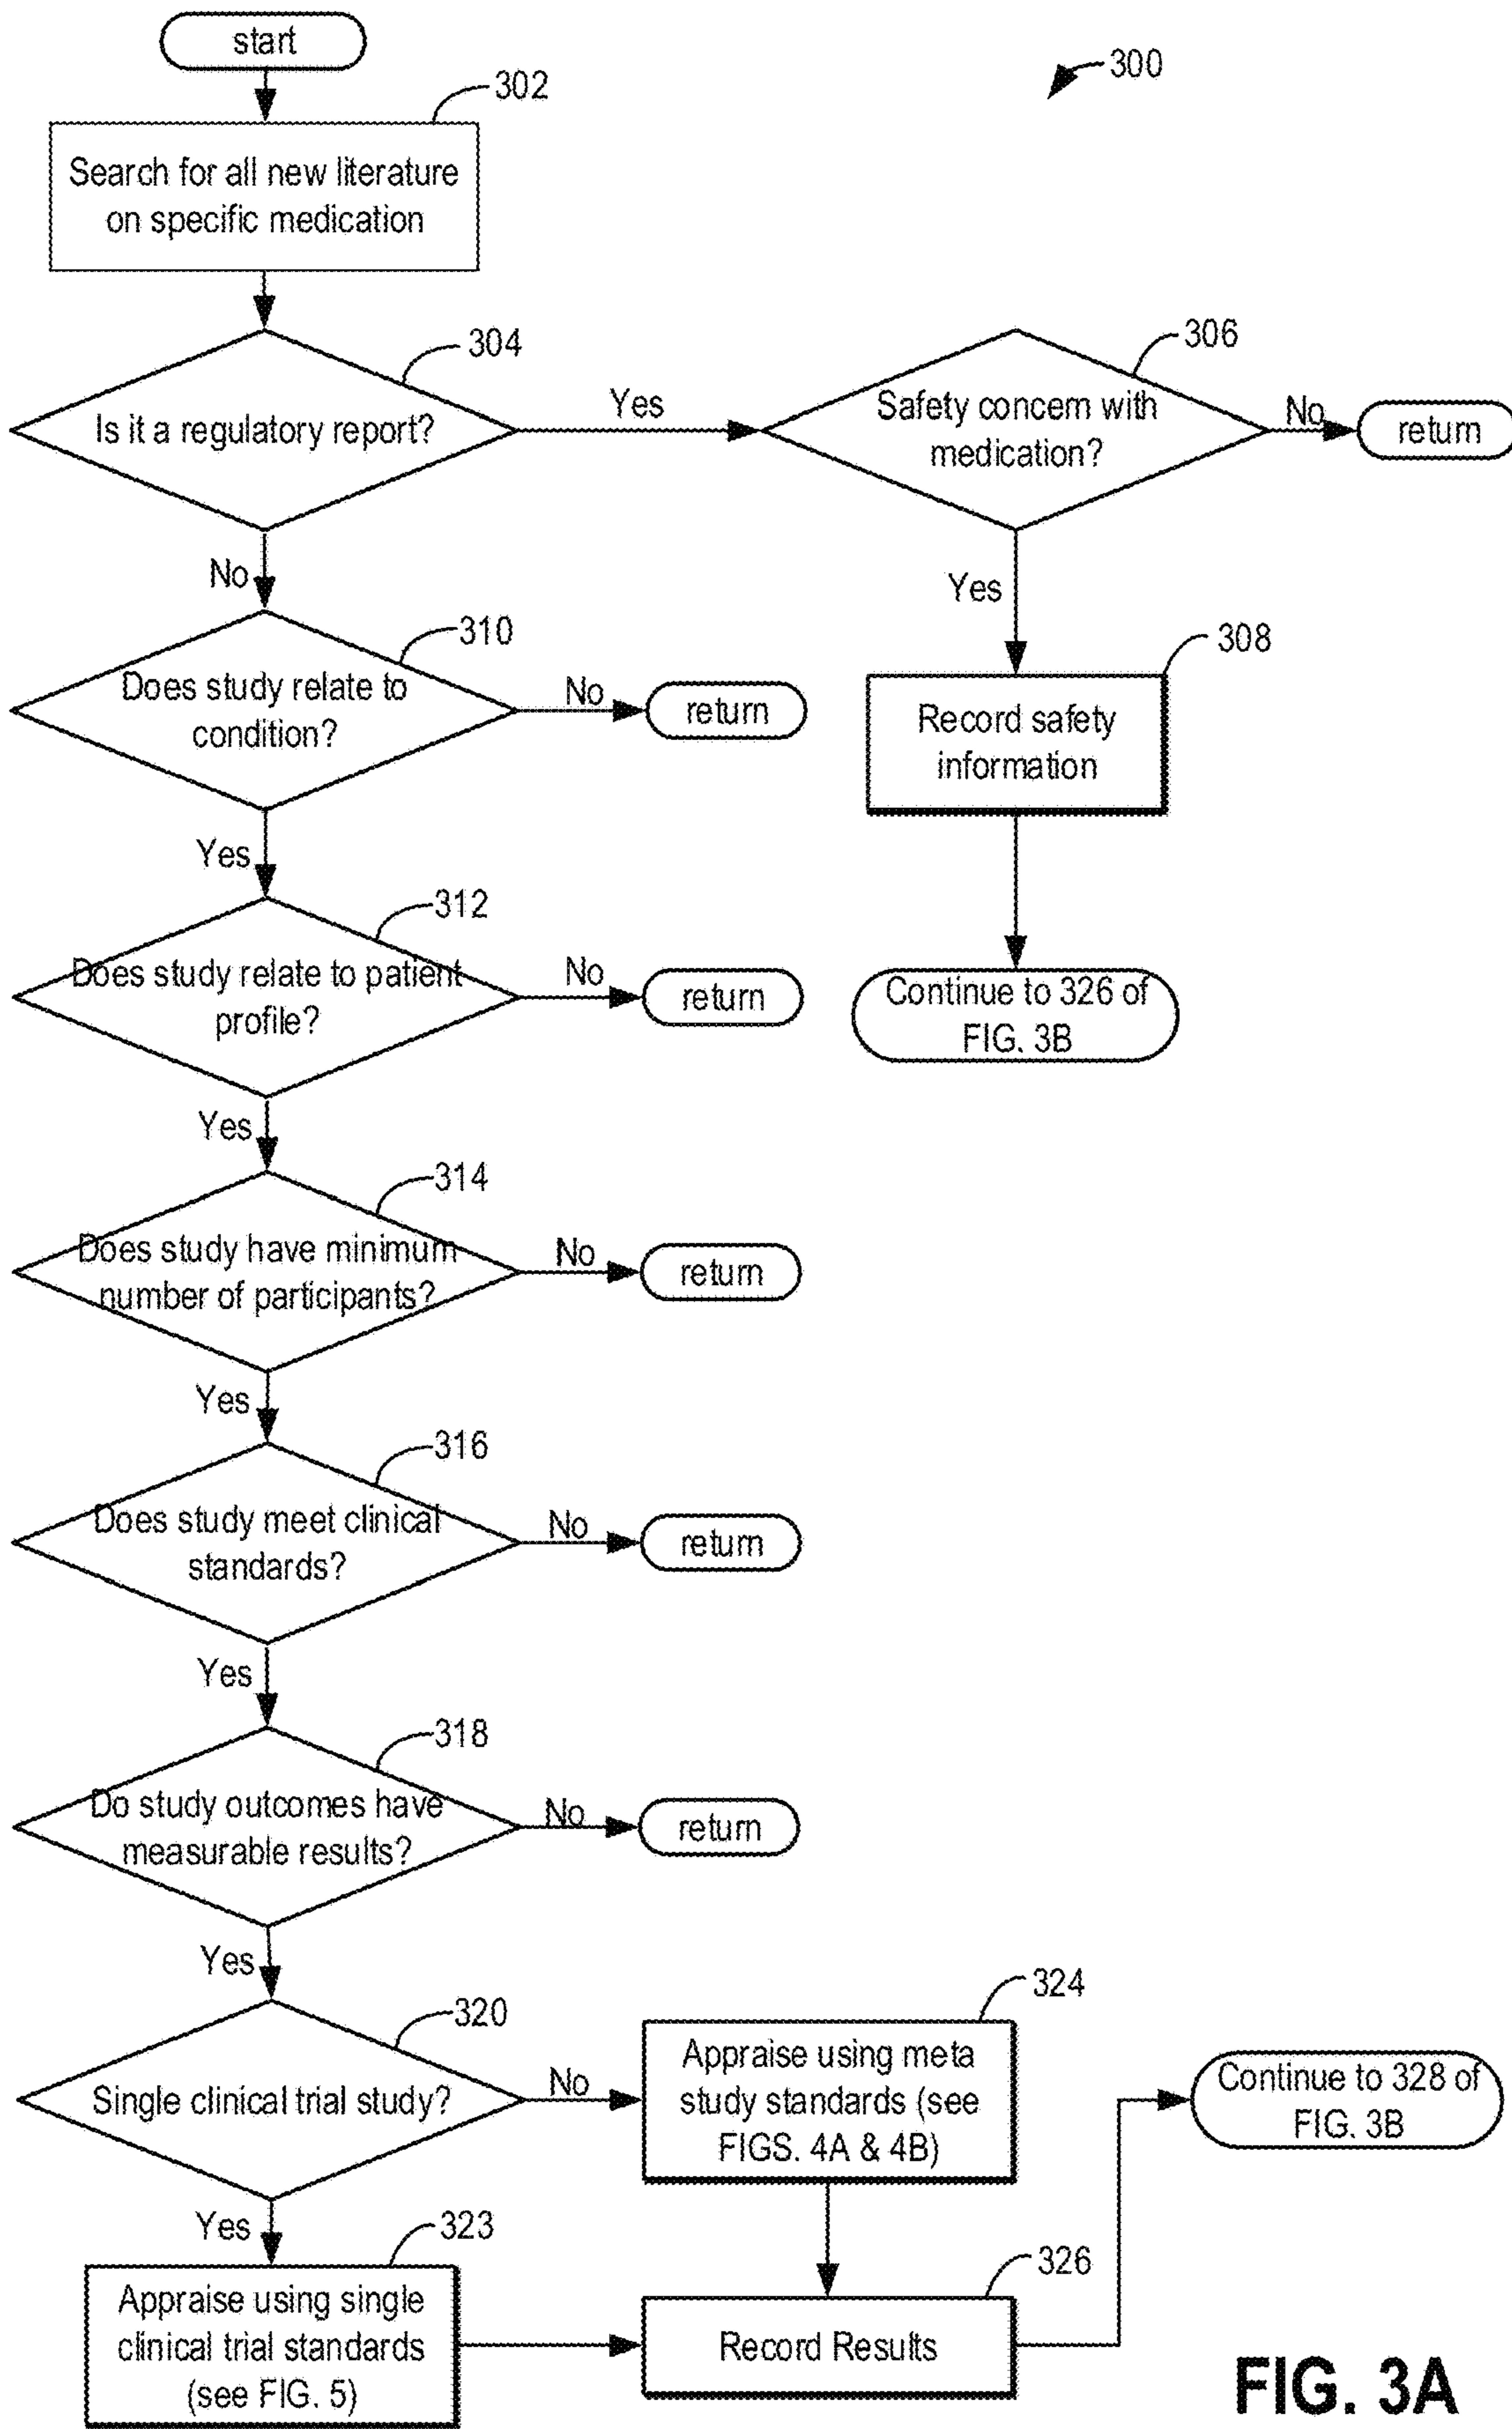 start
300
302
Search for all new literature
on specific medication
304
Is it a regulatory report?
Yes
306
Safety concern with
medication?
No
return
No
Yes
310
Does study relate to
condition?
No
return
308
Record safety
information
Yes
312
Does study relate to patient
profile?
No
return
Continue to 326 of
FIG. 3B
Yes
314
Does study have minimum
number of participants?
No
return
Yes
316
Does study meet clinical
standards?
No
return
Yes
318
Do study outcomes have
measurable results?
No
return
Yes
320
Single clinical trial study?
No
324
Appraise using meta
study standards (see
FIGS. 4A & 4B)
Continue to 328 of
FIG. 3B
Yes
323
Appraise using single
clinical trial standards
(see FIG. 5)
326
Record Results
FIG. 3A